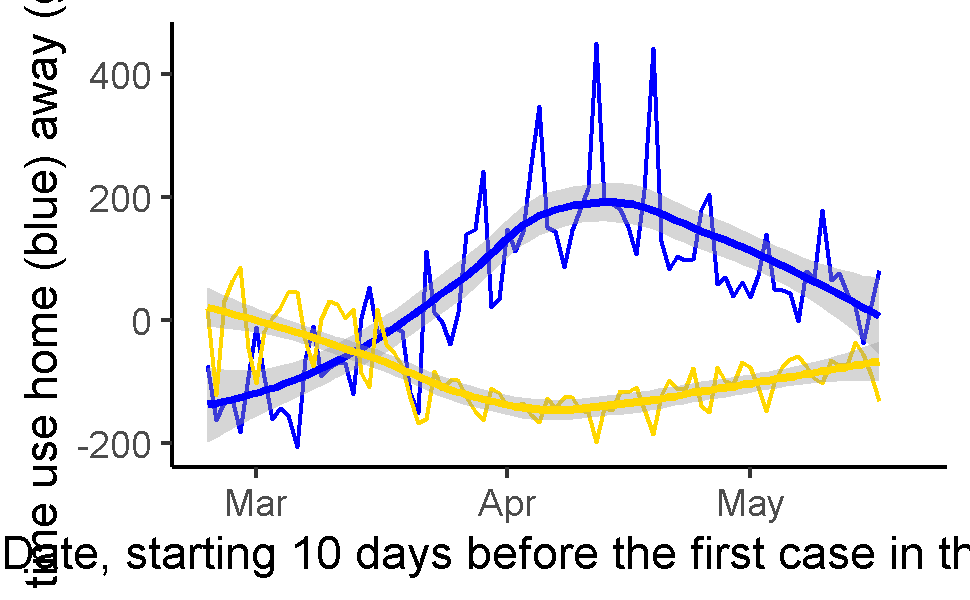 time use home (blue) away (
400
200
0
-200
Mar Apr May
Date, starting 10 days before the first case in th